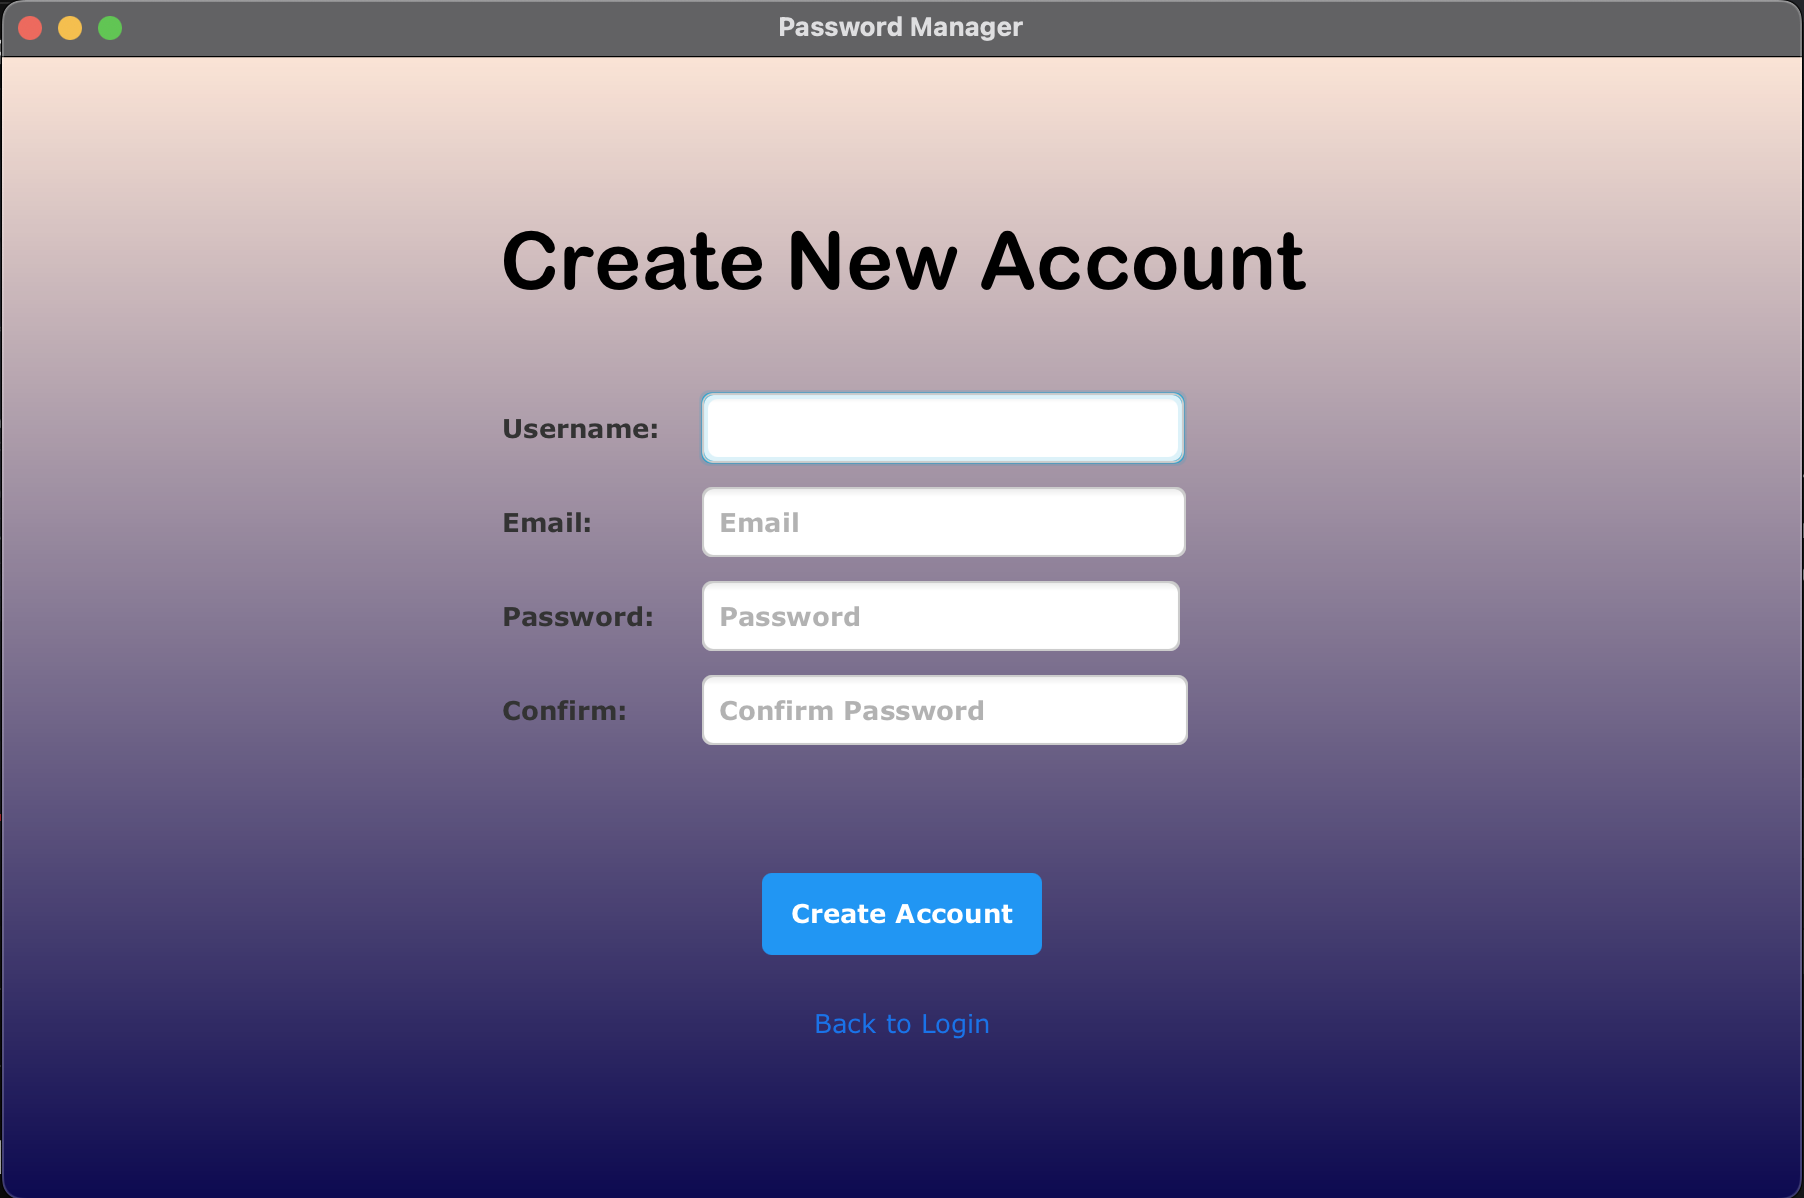 Password Manager
Create New Account
Username:
Email: Email
Password: Password
Confirm: Confirm Password
Create Account
Back to Login